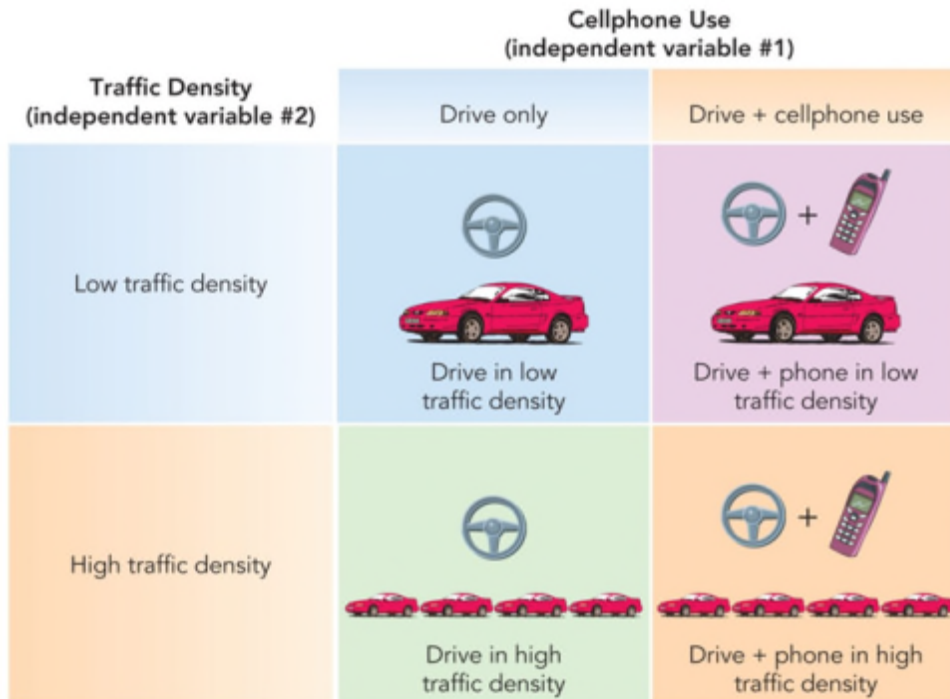 Cellphone Use
(independent variable #1)
Traffic Density
(independent variable #2)
Drive only
Drive + cellphone use
Low traffic density
+
Drive in low
traffic density
Drive + phone in low
traffic density
High traffic density
+
Drive in high
traffic density
Drive + phone in high
traffic density